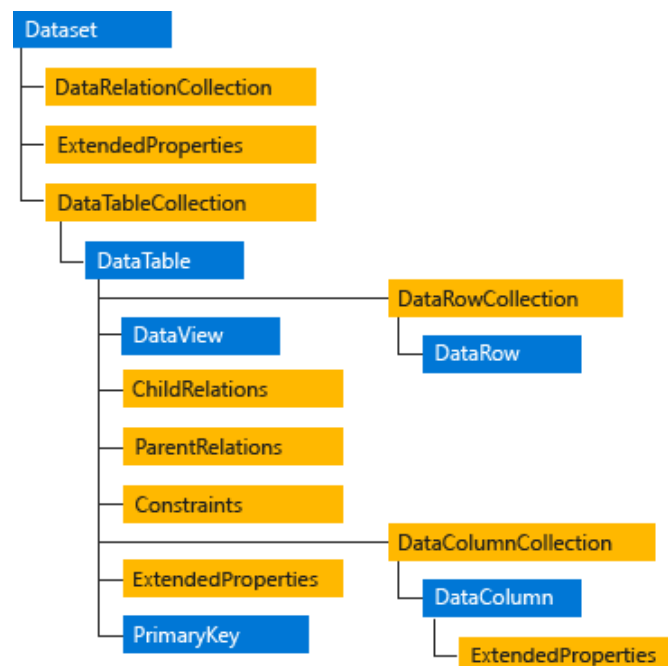 Dataset
DataRelationCollection
ExtendedProperties
DataTableCollection
DataTable
DataRowCollection
DataView
DataRow
ChildRelations
ParentRelations
Constraints
DataColumnCollection
ExtendedProperties
DataColumn
PrimaryKey
ExtendedProperties